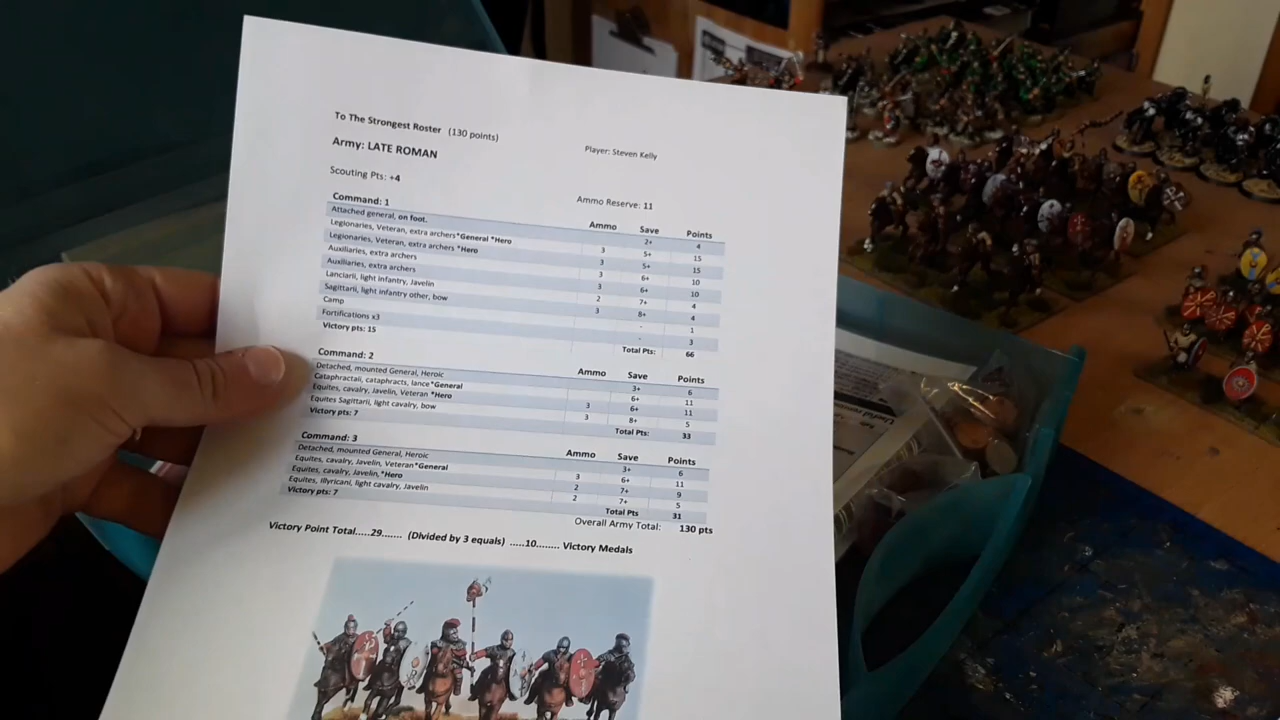 To The Strongest Roster (130 points)
Army: LATE ROMAN
Player: Steven Kelly
Scouting Pts: +4
Ammo Reserve: 11
Command: 1 Ammo Save Points
Attached general, on foot. 2+ 4
Legionaries, Veteran, extra archers*General *Hero 3 5+ 15
Legionaries, Veteran, extra archers *Hero 3 5+ 15
Auxiliaries, extra archers 3 6+ 10
Auxiliaries, extra archers 3 6+ 10
Lanciarii, light infantry, Javelin 2 7+ 4
Sagittarii, light infantry other, bow 3 8+ 4
Camp - 1
Fortifications x3 - 3
Victory pts: 15 Total Pts: 66
Command: 2 Ammo Save Points
Detached, mounted General, Heroic 3+ 6
Cataphractaii, cataphracts, lance*General 6+ 11
Equites, cavalry, Javelin, Veteran *Hero 3 6+ 11
Equites Sagittarii, light cavalry, bow 3 8+ 5
Victory pts: 7 Total Pts: 33
Command: 3 Ammo Save Points
Detached, mounted General, Heroic 3+ 6
Equites, cavalry, Javelin, Veteran*General 3 6+ 11
Equites, cavalry, Javelin, *Hero 2 7+ 9
Equites, Illyricani, light cavalry, Javelin 2 7+ 5
Victory pts: 7 Total Pts 31
Overall Army Total: 130 pts
Victory Point Total.....29....... (Divided by 3 equals) .....10........ Victory Medals
Useful